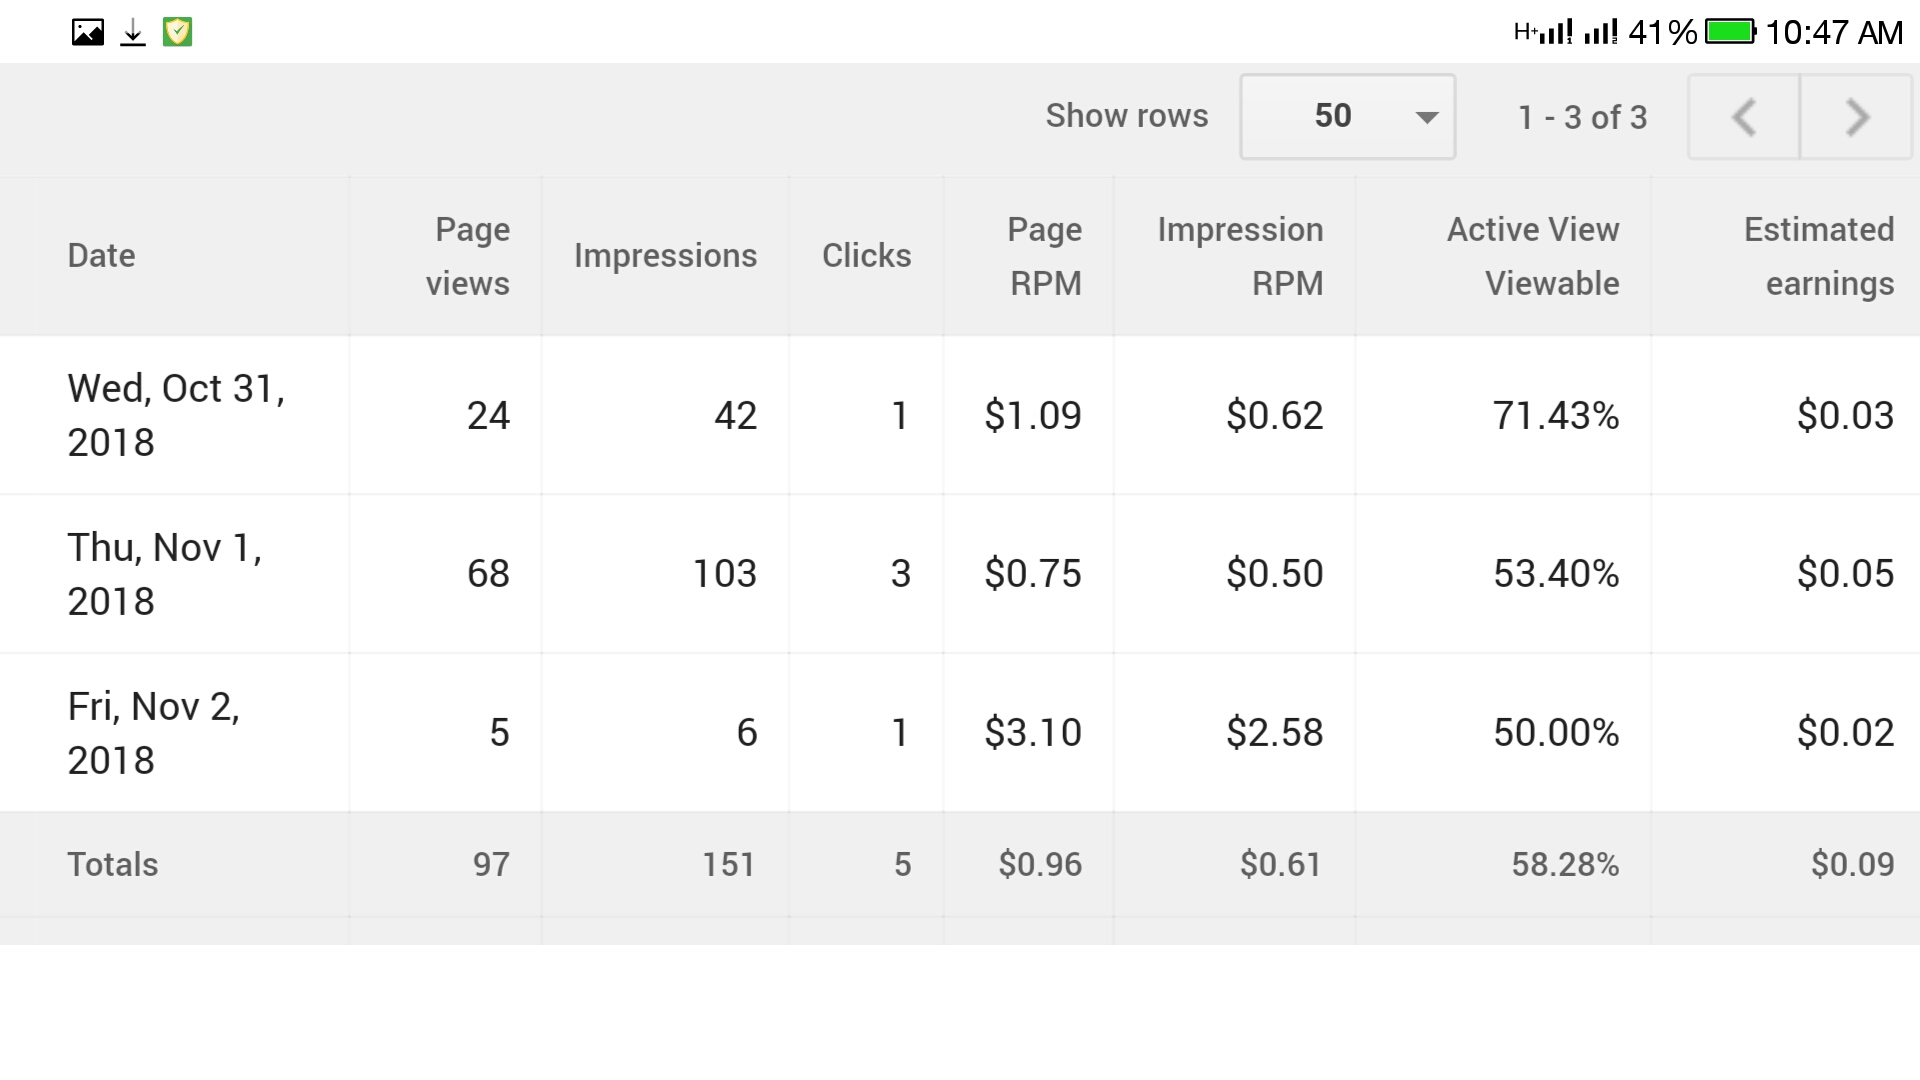 H+ 41% 10:47 AM
Show rows 50 1 - 3 of 3
Date Page views Impressions Clicks Page RPM Impression RPM Active View Viewable Estimated earnings
Wed, Oct 31, 2018 24 42 1 $1.09 $0.62 71.43% $0.03
Thu, Nov 1, 2018 68 103 3 $0.75 $0.50 53.40% $0.05
Fri, Nov 2, 2018 5 6 1 $3.10 $2.58 50.00% $0.02
Totals 97 151 5 $0.96 $0.61 58.28% $0.09